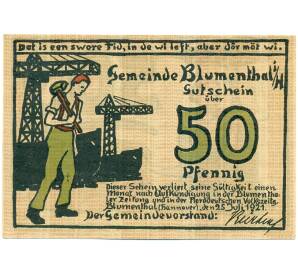 Dat is een swore Tid, in de wi left, aber dör möt wi.
Gemeinde Blumenthal i/H
Gutschein
über
50
Pfennig
Dieser Schein verliert seine Gültigkeit einen
Monat nach Aufkündigung in der Blumentha-
ler Zeitung und in der Norddeutschen Volkszeitg.
Blumenthal (Hannover), den 25 Juli 1921.
Der Gemeindevorstand: